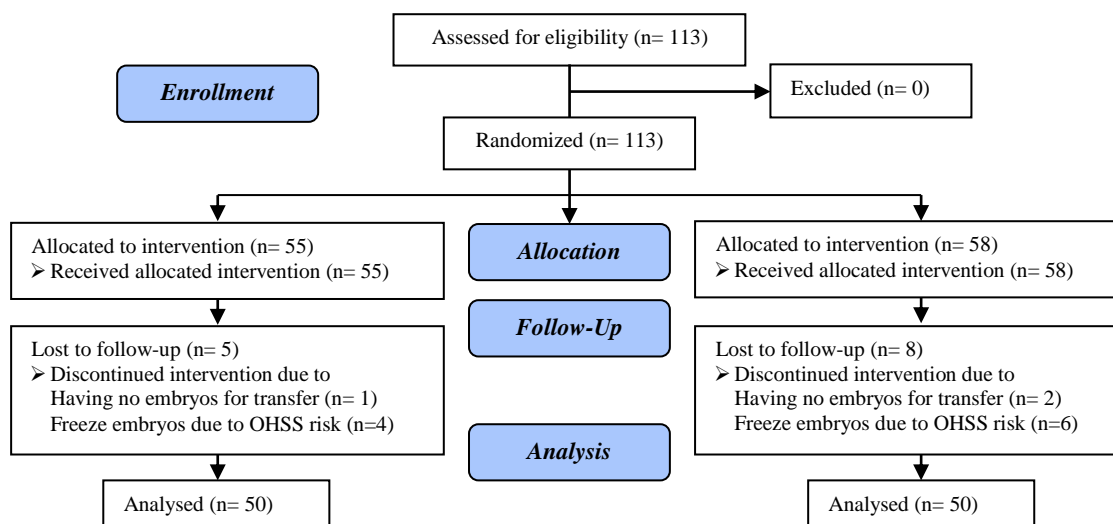 Assessed for eligibility (n= 113)
Enrollment
Excluded (n= 0)
Randomized (n= 113)
Allocated to intervention (n= 55)
➢ Received allocated intervention (n= 55)
Allocation
Allocated to intervention (n= 58)
➢ Received allocated intervention (n= 58)
Follow-Up
Lost to follow-up (n= 5)
➢ Discontinued intervention due to
Having no embryos for transfer (n= 1)
Freeze embryos due to OHSS risk (n=4)
Lost to follow-up (n= 8)
➢ Discontinued intervention due to
Having no embryos for transfer (n= 2)
Freeze embryos due to OHSS risk (n=6)
Analysis
Analysed (n= 50)
Analysed (n= 50)